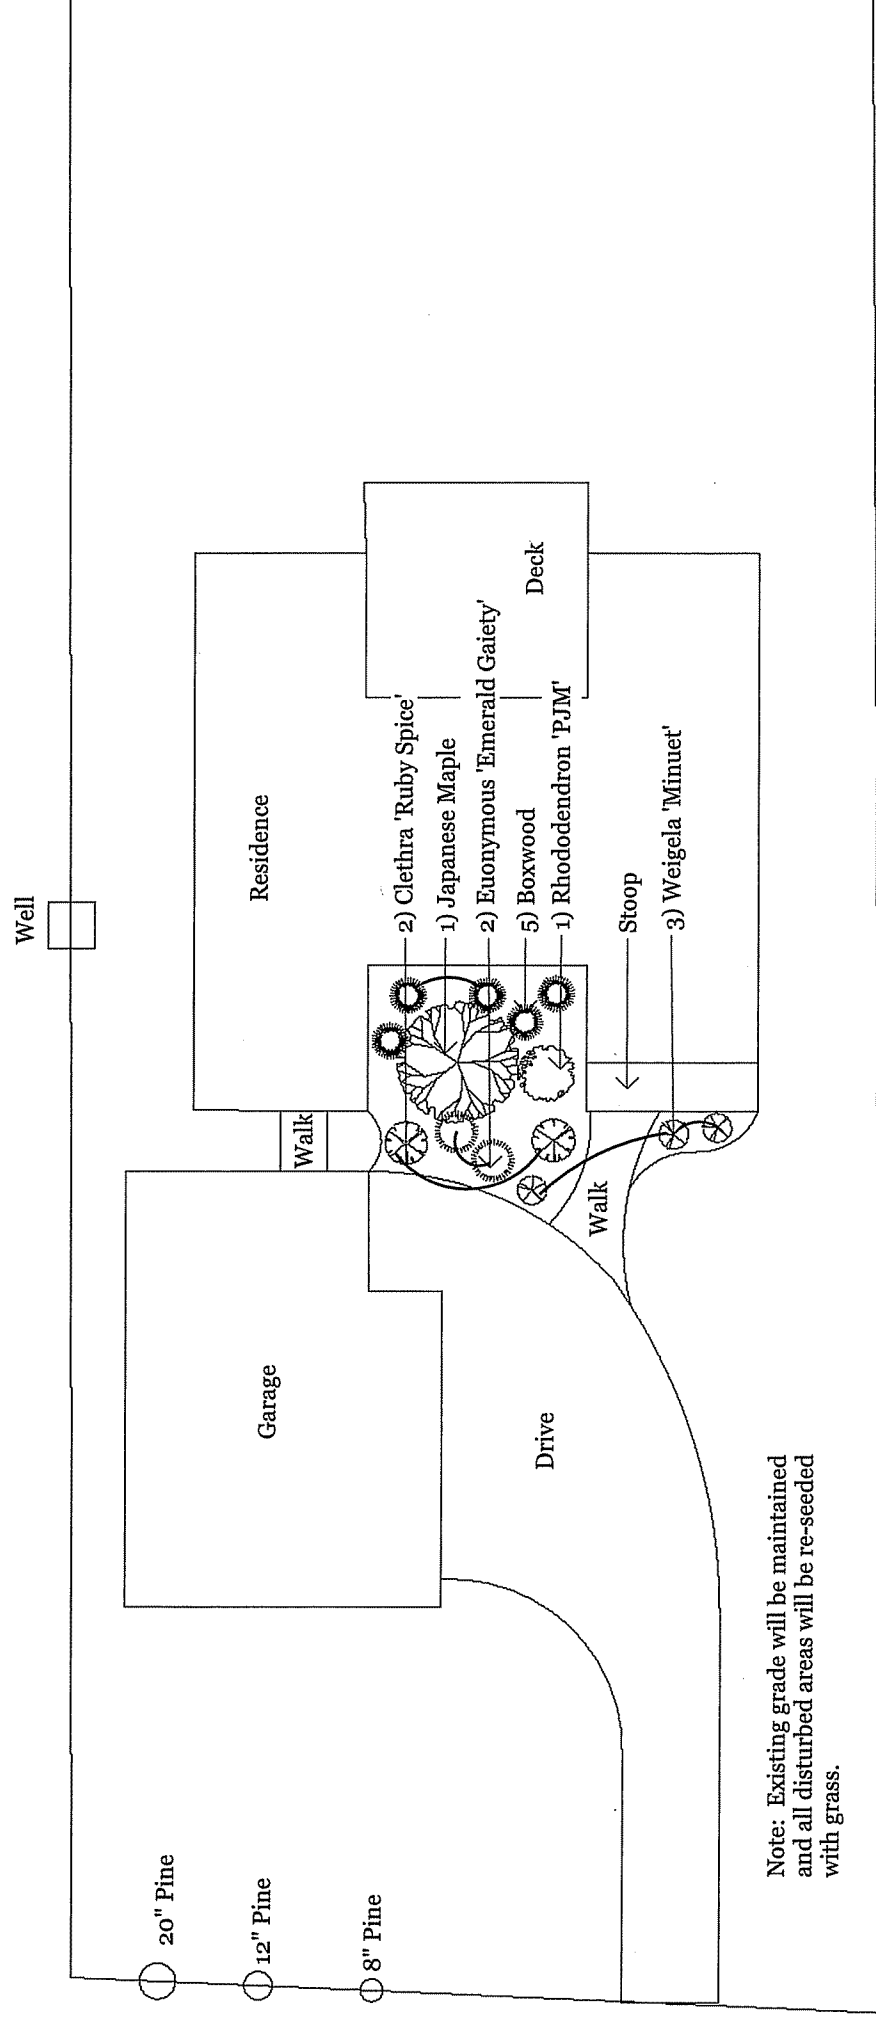 Well
Residence
Deck
2) Clethra 'Ruby Spice'
1) Japanese Maple
2) Euonymous 'Emerald Gaiety'
5) Boxwood
1) Rhododendron 'PJM'
Stoop
3) Weigela 'Minuet'
Walk
Walk
Garage
Drive
20" Pine
12" Pine
8" Pine
Note: Existing grade will be maintained
and all disturbed areas will be re-seeded
with grass.